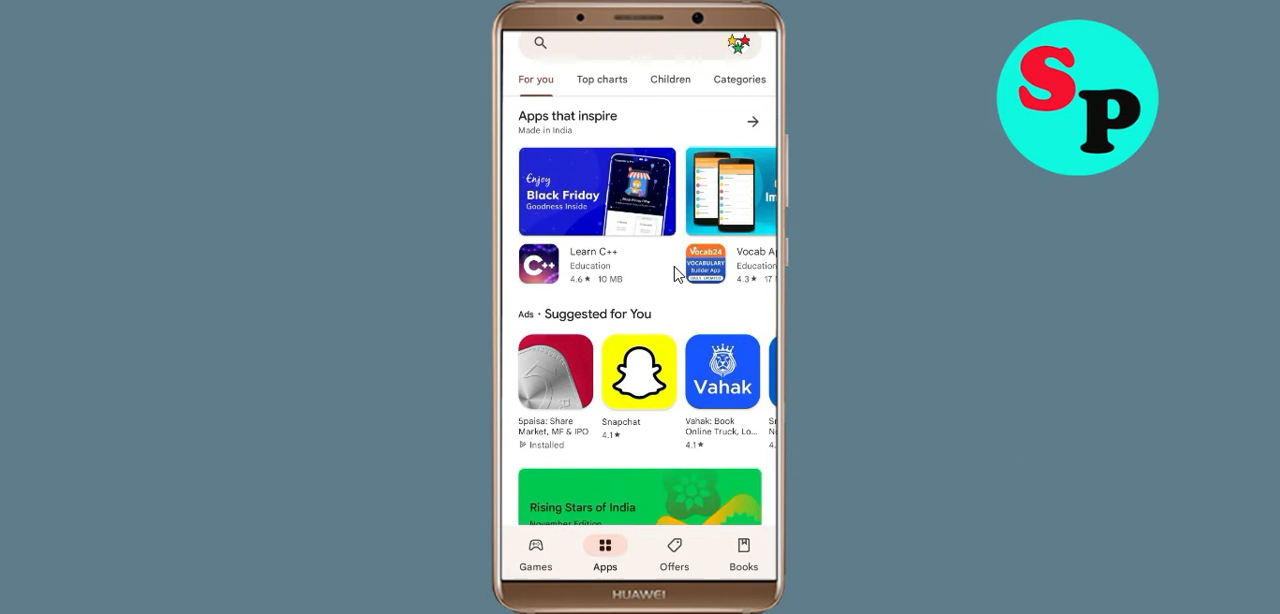 SP
For you Top charts Children Categories
Apps that inspire
Made in India
Enjoy
Black Friday
Goodness Inside
C++
Learn C++
Education
4.6★ 10 MB
Vocab24
VOCABULARY
Builder App
Vocab
Education
4.3★ 17
Ads • Suggested for You
Vahak
5paisa: Share
Market, MF & IPO
Installed
Snapchat
4.1★
Vahak: Book
Online Truck, Lo...
4.1★
Rising Stars of India
November Edition
Games Apps Offers Books
HUAWEI